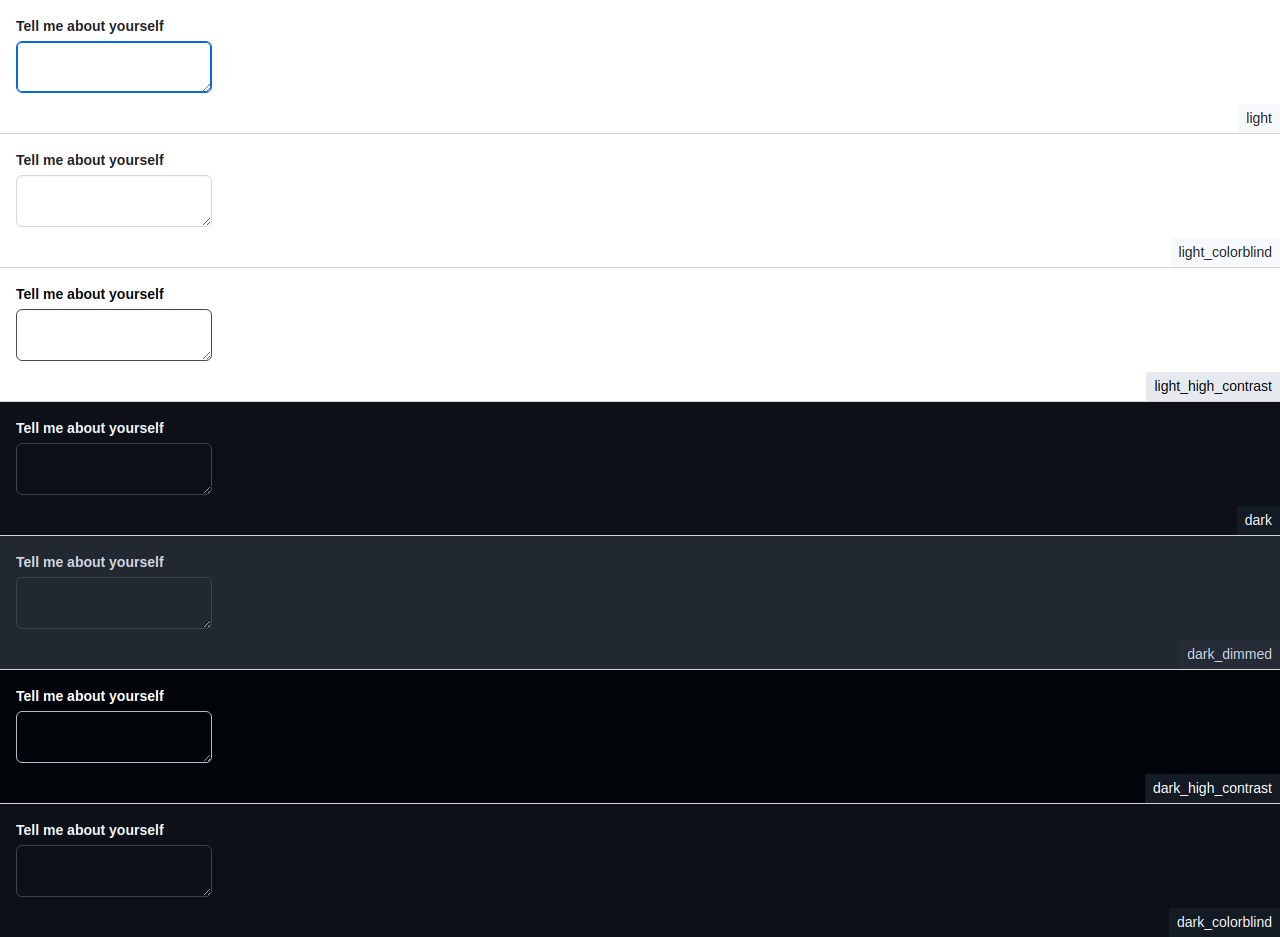 Tell me about yourself
light
Tell me about yourself
light_colorblind
Tell me about yourself
light_high_contrast
Tell me about yourself
dark
Tell me about yourself
dark_dimmed
Tell me about yourself
dark_high_contrast
Tell me about yourself
dark_colorblind